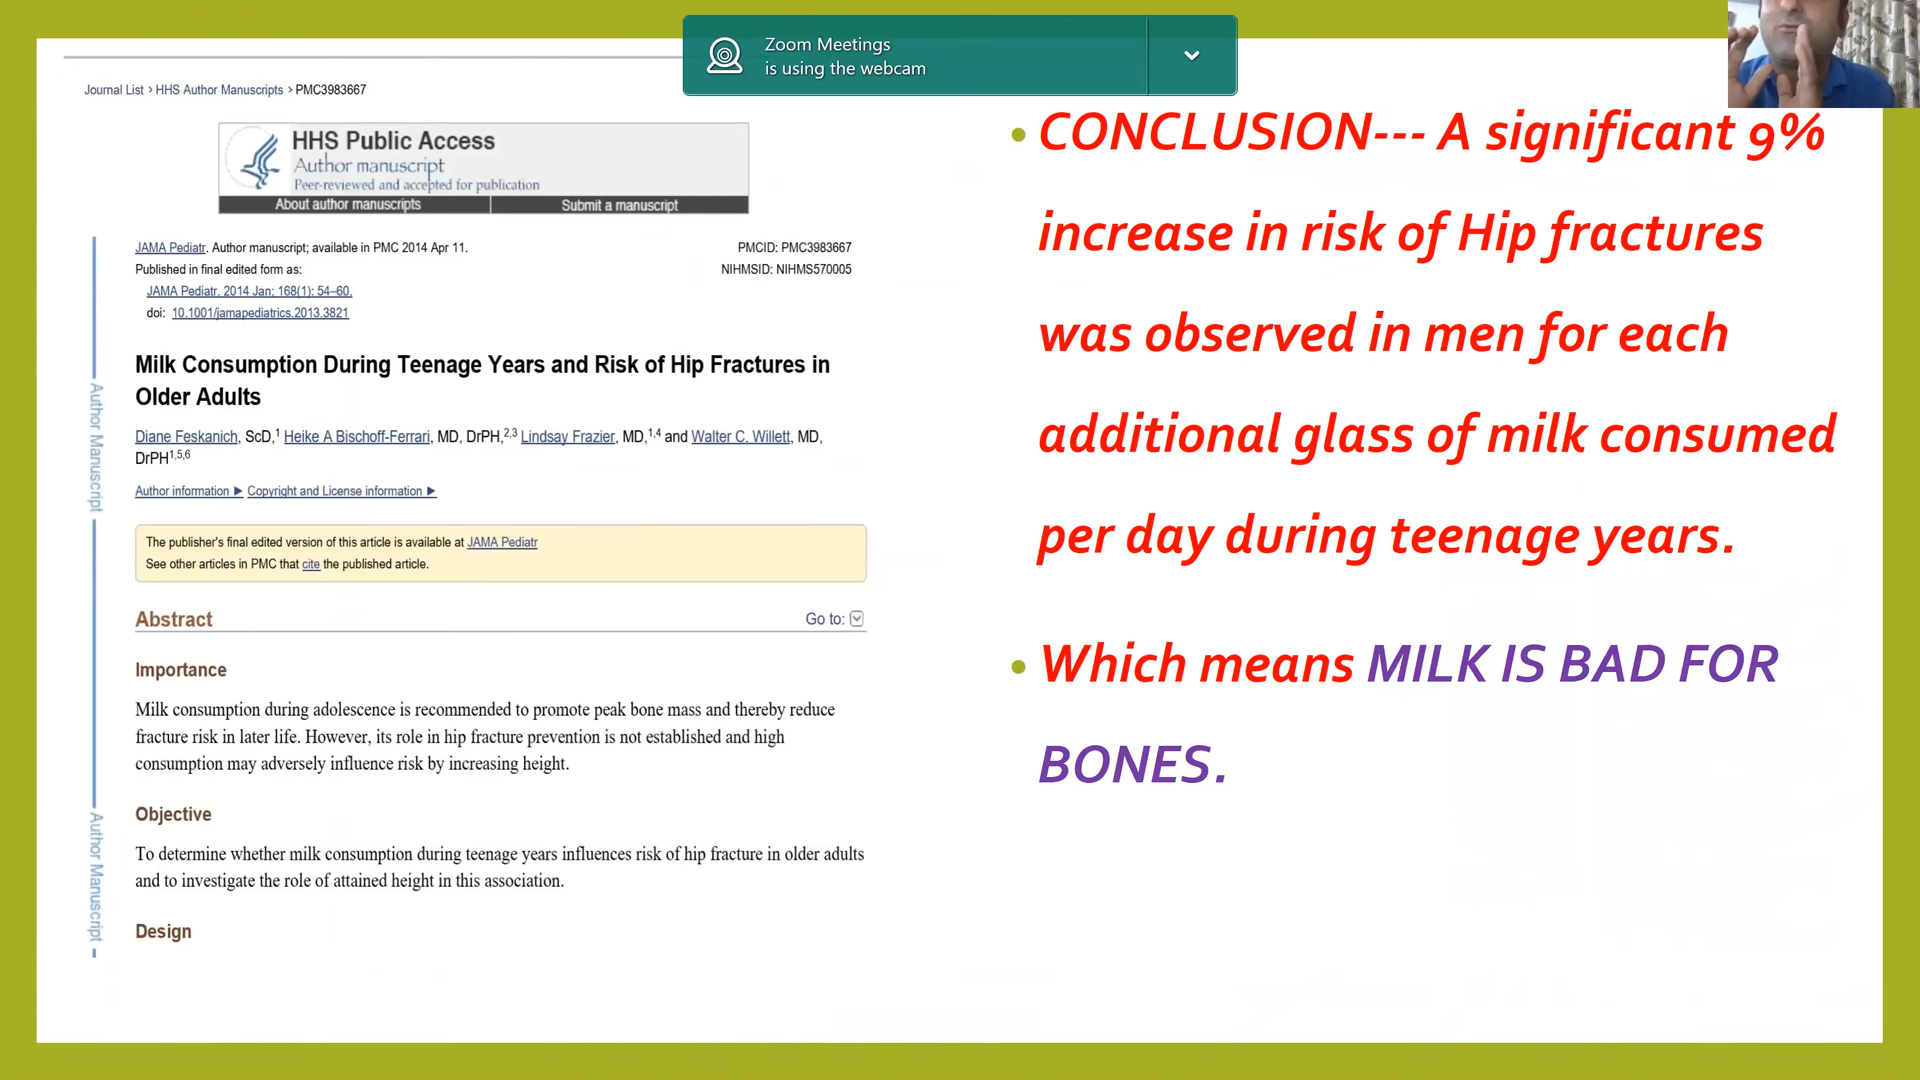 Zoom Meetings
is using the webcam
Journal List › HHS Author Manuscripts › PMC3983667
HHS Public Access
Author manuscript
Peer-reviewed and accepted for publication
About author manuscripts
Submit a manuscript
JAMA Pediatr. Author manuscript; available in PMC 2014 Apr 11.
PMCID: PMC3983667
Published in final edited form as:
NIHMSID: NIHMS570005
JAMA Pediatr. 2014 Jan; 168(1): 54–60.
doi: 10.1001/jamapediatrics.2013.3821
Milk Consumption During Teenage Years and Risk of Hip Fractures in
Older Adults
Diane Feskanich, ScD,1 Heike A Bischoff-Ferrari, MD, DrPH,2,3 Lindsay Frazier, MD,1,4 and Walter C. Willett, MD,
DrPH1,5,6
Author information ▶ Copyright and License information ▶
The publisher's final edited version of this article is available at JAMA Pediatr
See other articles in PMC that cite the published article.
Abstract
Go to:
Importance
Milk consumption during adolescence is recommended to promote peak bone mass and thereby reduce
fracture risk in later life. However, its role in hip fracture prevention is not established and high
consumption may adversely influence risk by increasing height.
Objective
To determine whether milk consumption during teenage years influences risk of hip fracture in older adults
and to investigate the role of attained height in this association.
Design
Author Manuscript
Author Manuscript
• CONCLUSION--- A significant 9%
increase in risk of Hip fractures
was observed in men for each
additional glass of milk consumed
per day during teenage years.
• Which means MILK IS BAD FOR
BONES.